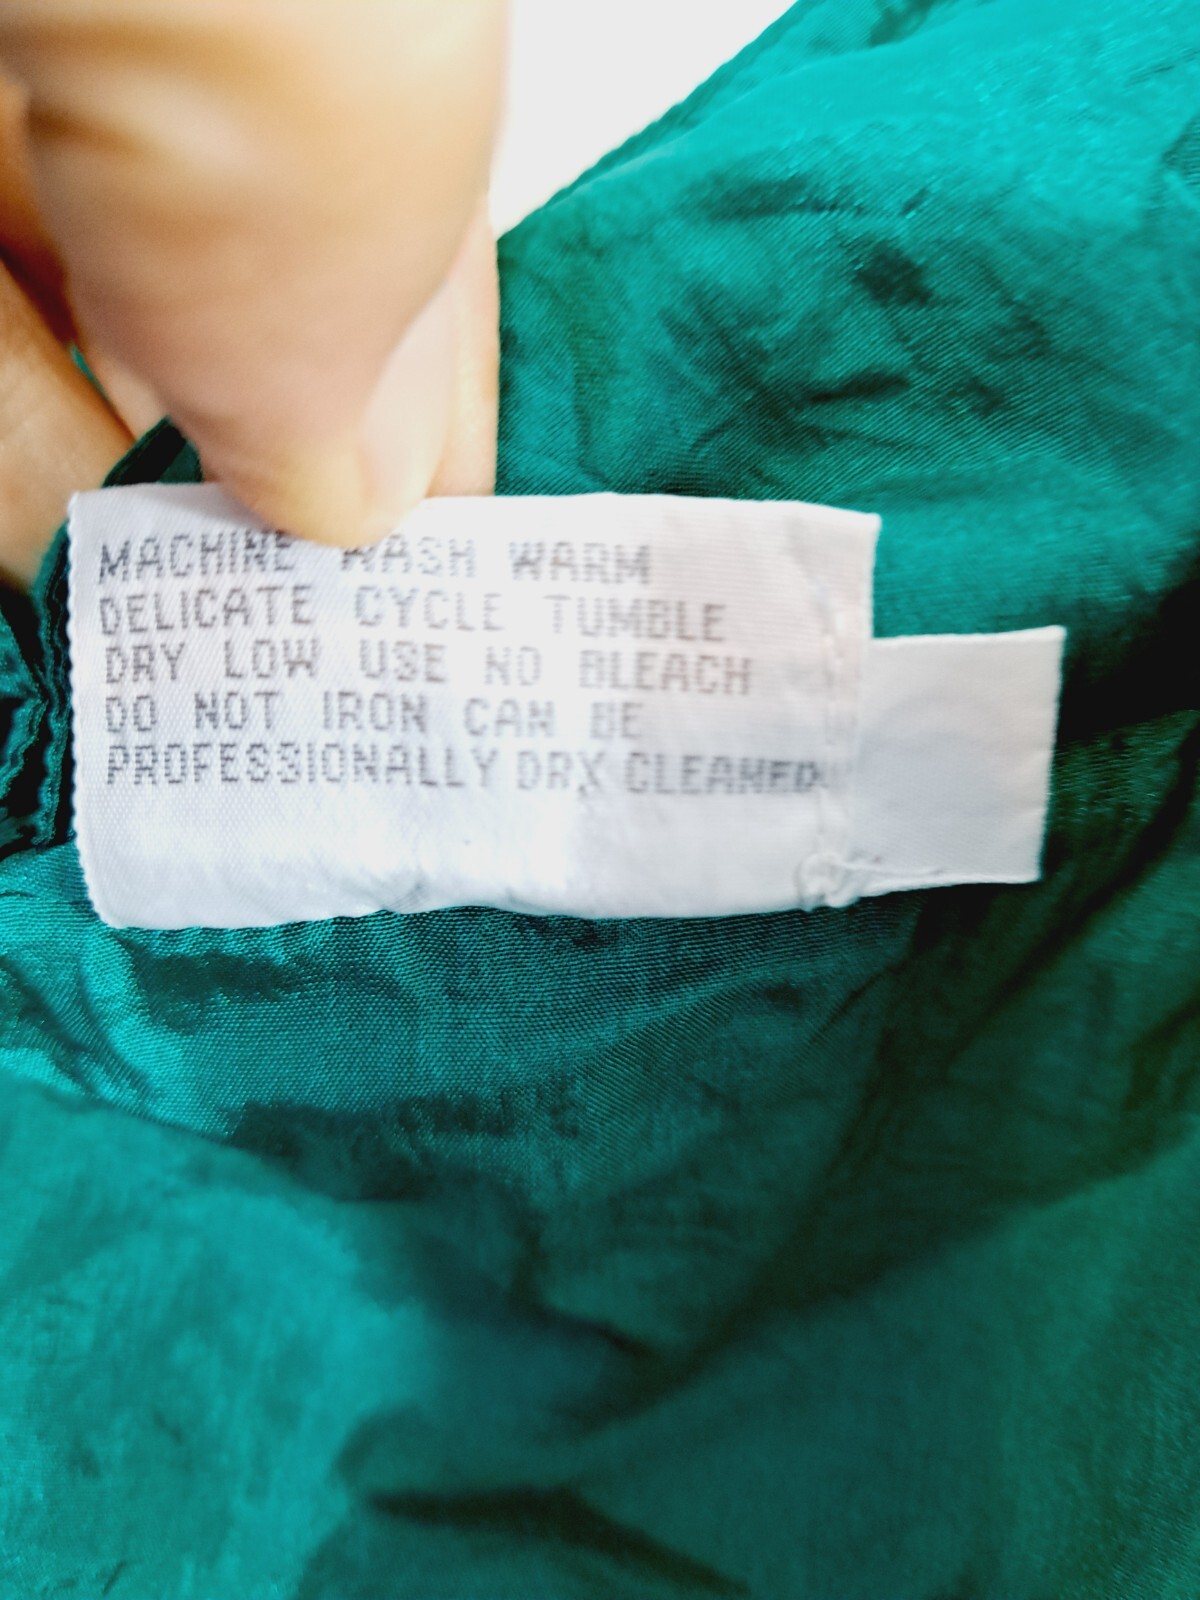 MACHINE WASH WARM
DELICATE CYCLE TUMBLE
DRY LOW USE NO BLEACH
DO NOT IRON CAN BE
PROFESSIONALLY DRY CLEANED